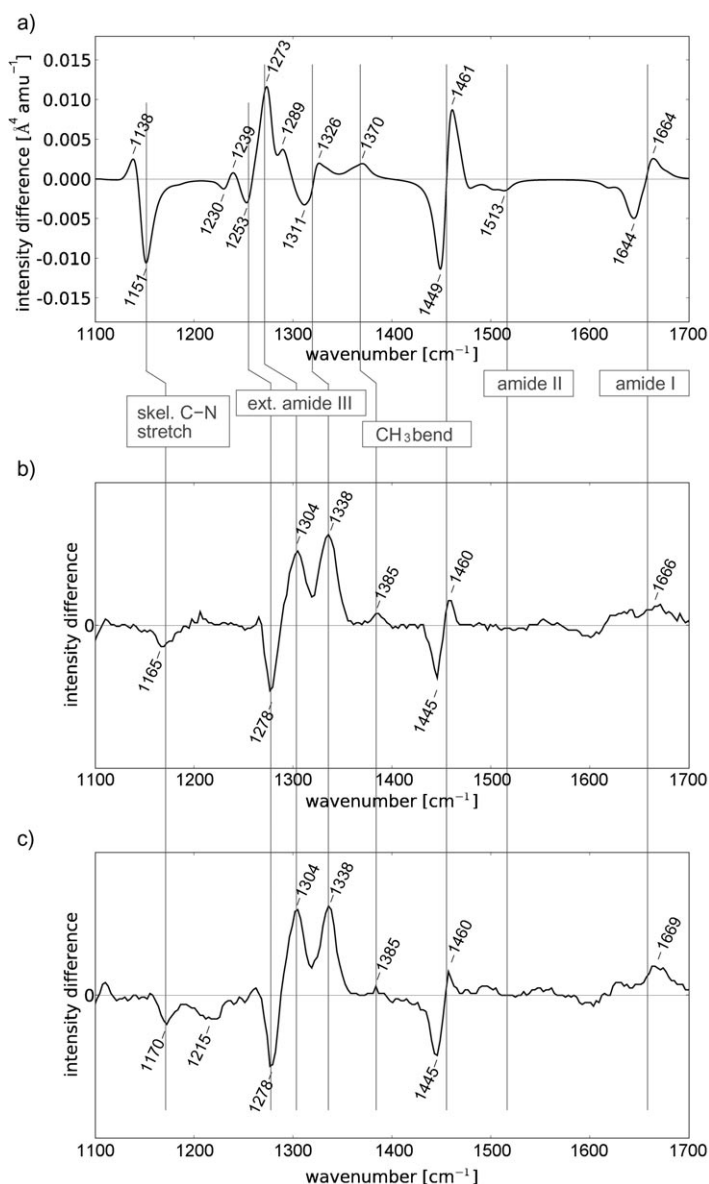 a)
intensity difference [Å⁴ amu⁻¹]
0.015
0.010
0.005
0.000
-0.005
-0.010
-0.015
1138
1151
1230
1239
1253
1273
1289
1311
1326
1370
1449
1461
1513
1644
1664
1100 1200 1300 1400 1500 1600 1700
wavenumber [cm⁻¹]
skel. C−N
stretch
ext. amide III
CH₃ bend
amide II
amide I
b)
intensity difference
0
1165
1278
1304
1338
1385
1445
1460
1666
1100 1200 1300 1400 1500 1600 1700
wavenumber [cm⁻¹]
c)
intensity difference
0
1170
1215
1278
1304
1338
1385
1445
1460
1669
1100 1200 1300 1400 1500 1600 1700
wavenumber [cm⁻¹]